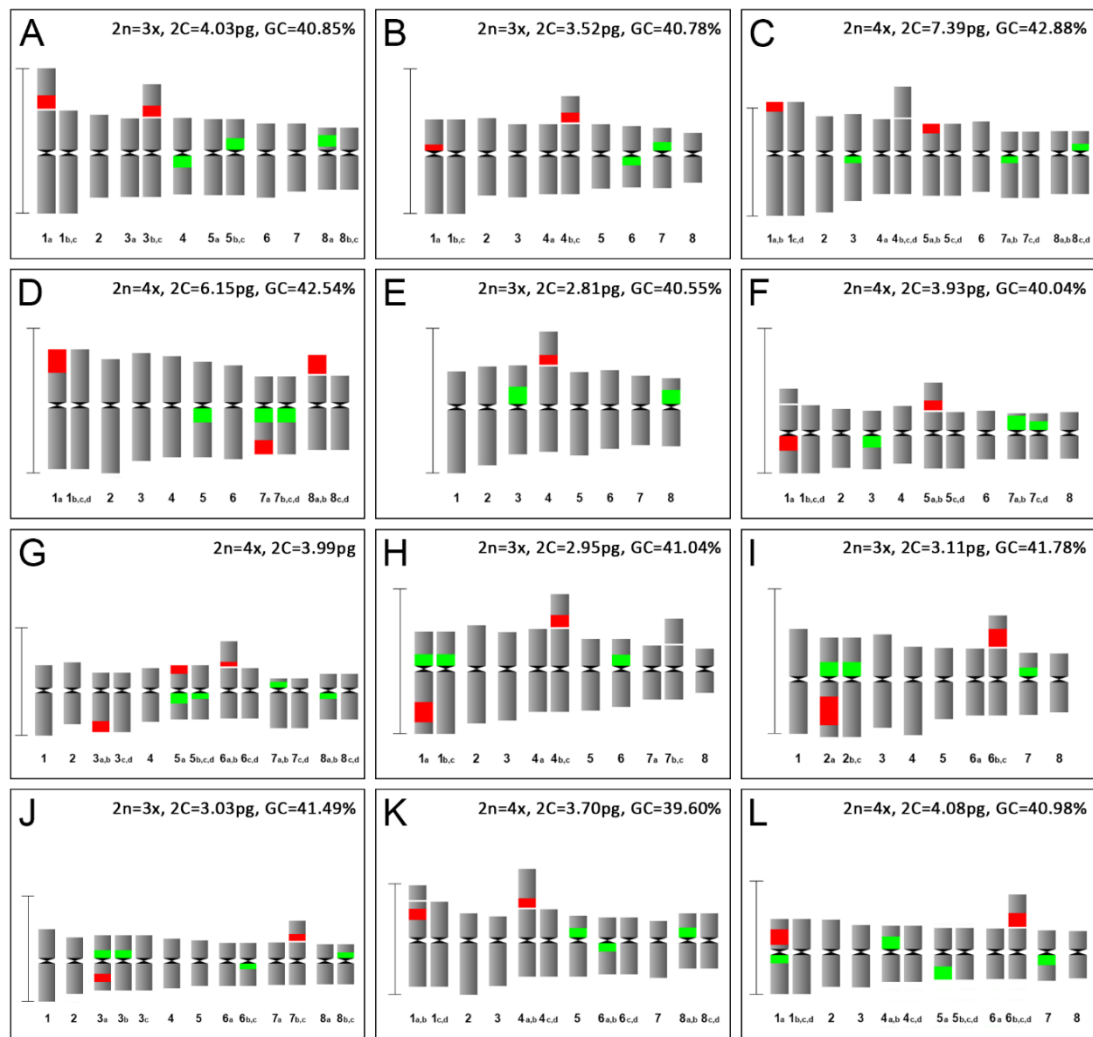 A 2n=3x, 2C=4.03pg, GC=40.85%
1a 1b,c 2 3a 3b,c 4 5a 5b,c 6 7 8a 8b,c
B 2n=3x, 2C=3.52pg, GC=40.78%
1a 1b,c 2 3 4a 4b,c 5 6 7 8
C 2n=4x, 2C=7.39pg, GC=42.88%
1a,b 1c,d 2 3 4a 4b,c,d 5a,b 5c,d 6 7a,b 7c,d 8a,b 8c,d
D 2n=4x, 2C=6.15pg, GC=42.54%
1a 1b,c,d 2 3 4 5 6 7a 7b,c,d 8a,b 8c,d
E 2n=3x, 2C=2.81pg, GC=40.55%
1 2 3 4 5 6 7 8
F 2n=4x, 2C=3.93pg, GC=40.04%
1a 1b,c,d 2 3 4 5a,b 5c,d 6 7a,b 7c,d 8
G 2n=4x, 2C=3.99pg
1 2 3a,b 3c,d 4 5a 5b,c,d 6a,b 6c,d 7a,b 7c,d 8a,b 8c,d
H 2n=3x, 2C=2.95pg, GC=41.04%
1a 1b,c 2 3 4a 4b,c 5 6 7a 7b,c 8
I 2n=3x, 2C=3.11pg, GC=41.78%
1 2a 2b,c 3 4 5 6a 6b,c 7 8
J 2n=3x, 2C=3.03pg, GC=41.49%
1 2 3a 3b 3c 4 5 6a 6b,c 7a 7b,c 8a 8b,c
K 2n=4x, 2C=3.70pg, GC=39.60%
1a,b 1c,d 2 3 4a,b 4c,d 5 6a,b 6c,d 7 8a,b 8c,d
L 2n=4x, 2C=4.08pg, GC=40.98%
1a 1b,c,d 2 3 4a,b 4c,d 5a 5b,c,d 6a 6b,c,d 7 8